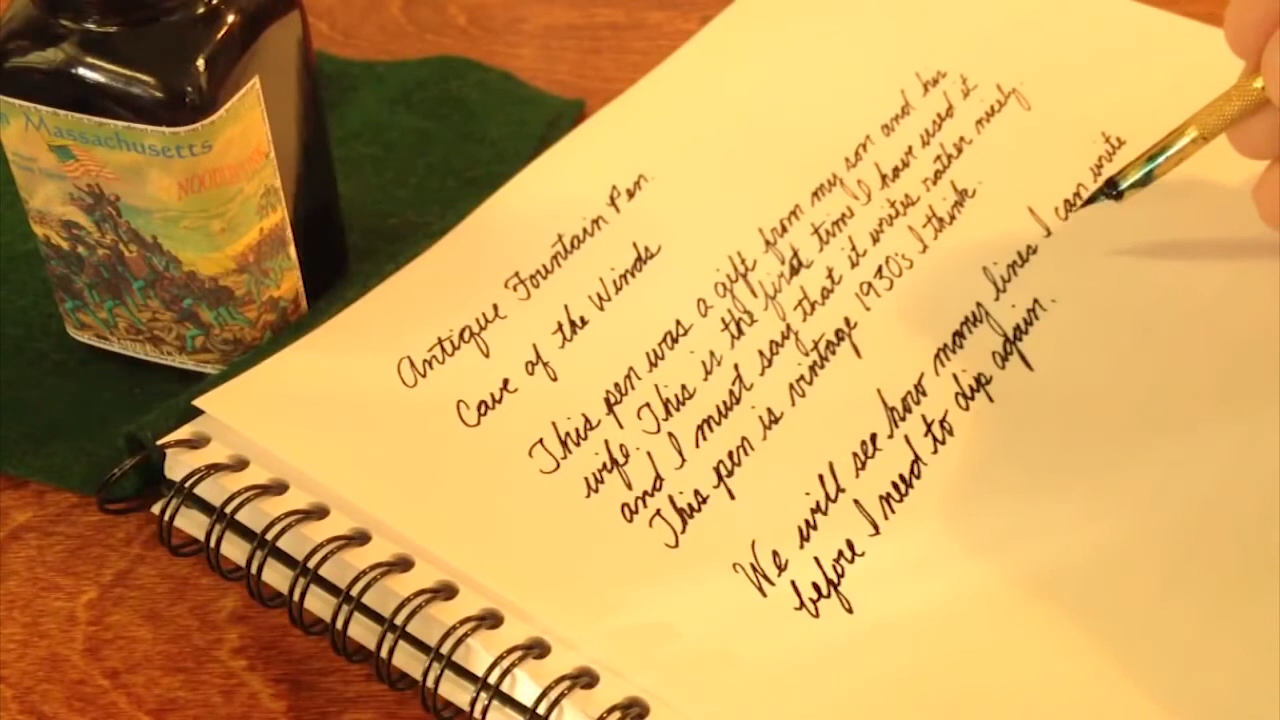 Massachusetts
Antique Fountain Pen.
Cave of the Winds
This pen was a gift from my son and his
wife. This is the first time I have used it
and I must say that it writes rather nicely
This pen is vintage 1930's I think.
We will see how many lines I can write
before I need to dip again.